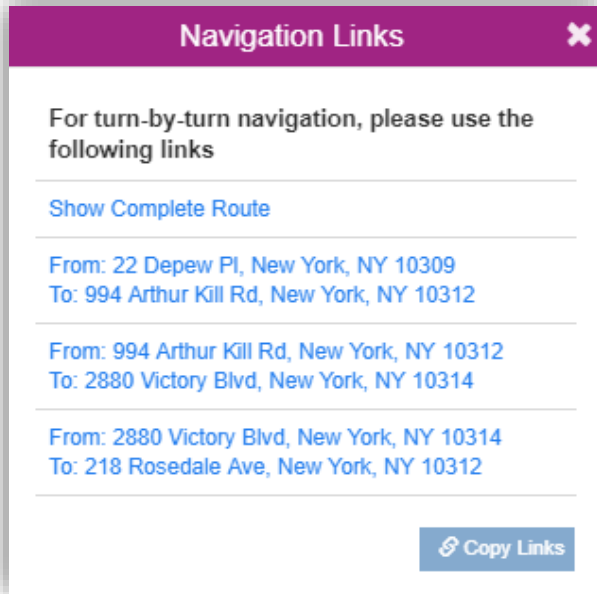 Navigation Links
For turn-by-turn navigation, please use the
following links
Show Complete Route
From: 22 Depew Pl, New York, NY 10309
To: 994 Arthur Kill Rd, New York, NY 10312
From: 994 Arthur Kill Rd, New York, NY 10312
To: 2880 Victory Blvd, New York, NY 10314
From: 2880 Victory Blvd, New York, NY 10314
To: 218 Rosedale Ave, New York, NY 10312
Copy Links